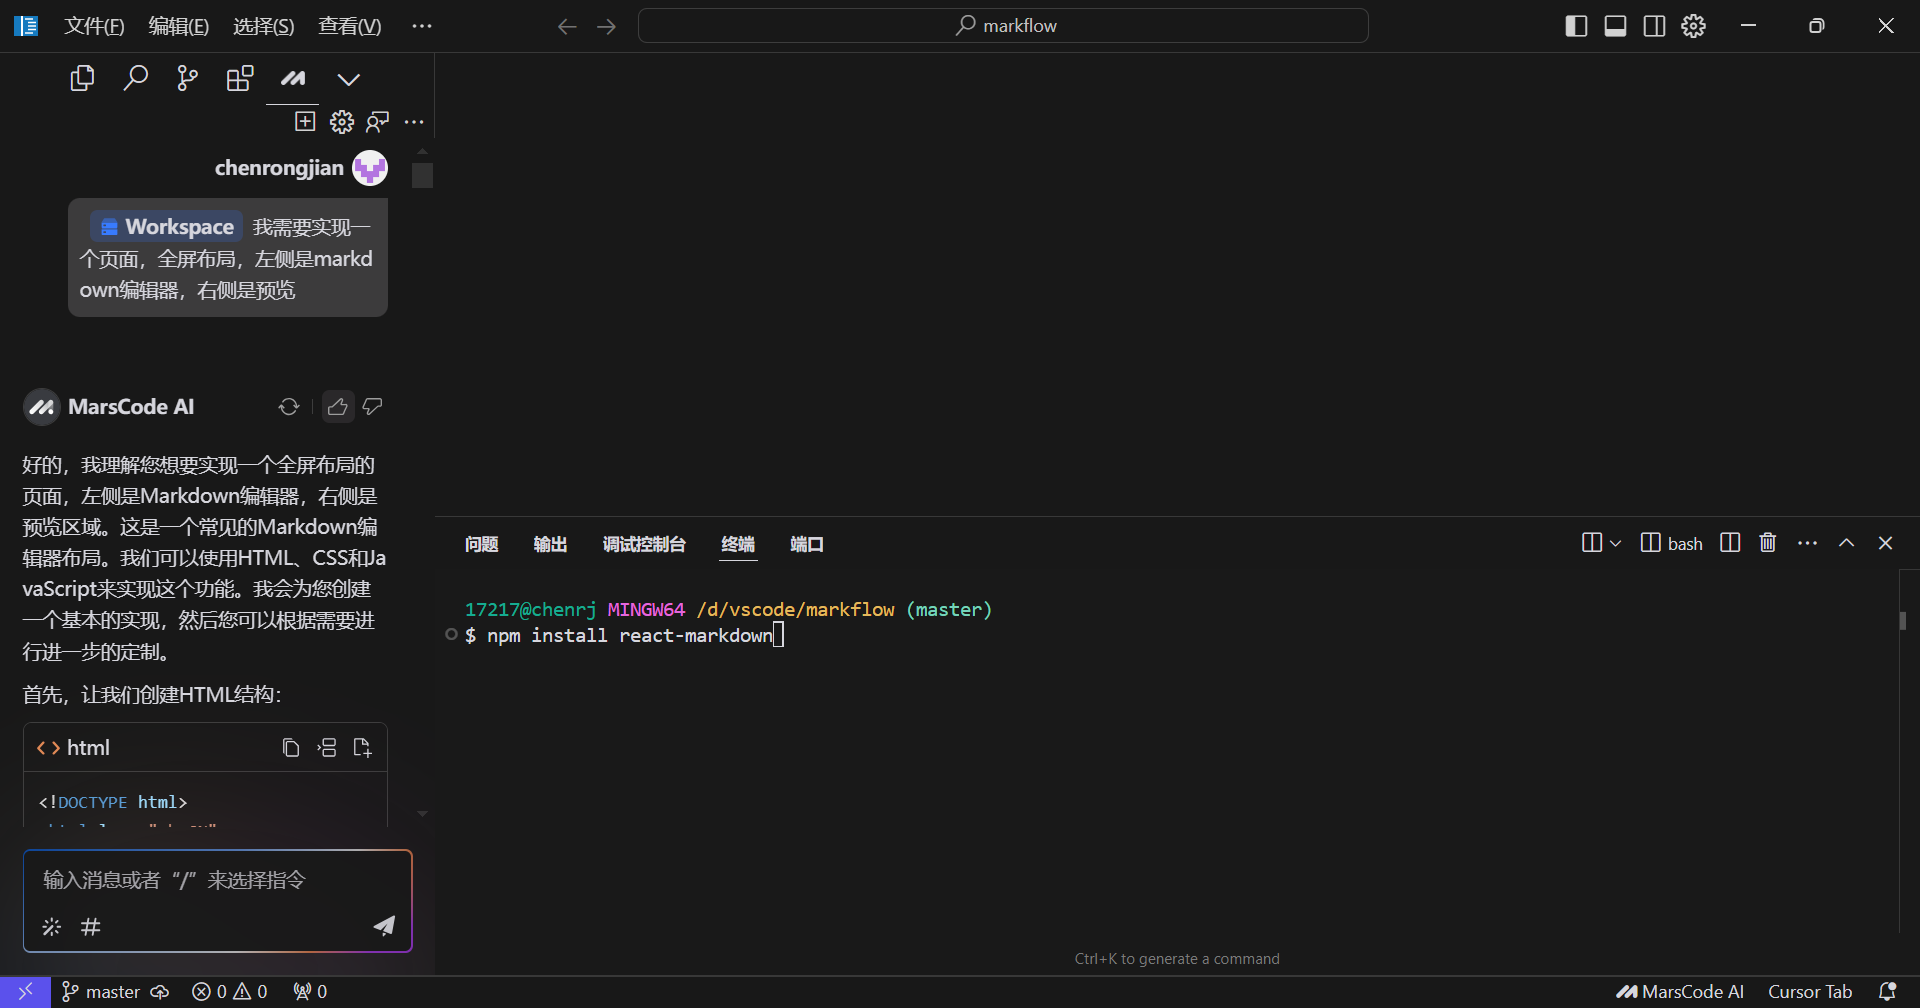 文件(F) 编辑(E) 选择(S) 查看(V) ··· markflow
chenrongjian
Workspace 我需要实现一
个页面，全屏布局，左侧是markd
own编辑器，右侧是预览
MarsCode AI
好的，我理解您想要实现一个全屏布局的
页面，左侧是Markdown编辑器，右侧是
预览区域。这是一个常见的Markdown编
辑器布局。我们可以使用HTML、CSS和Ja
vaScript来实现这个功能。我会为您创建
一个基本的实现，然后您可以根据需要进
行进一步的定制。
首先，让我们创建HTML结构：
<> html
<!DOCTYPE html>
输入消息或者“/”来选择指令
#
问题 输出 调试控制台 终端 端口 bash
17217@chenrj MINGW64 /d/vscode/markflow (master)
$ npm install react-markdown
Ctrl+K to generate a command
master 0 0 0 MarsCode AI Cursor Tab